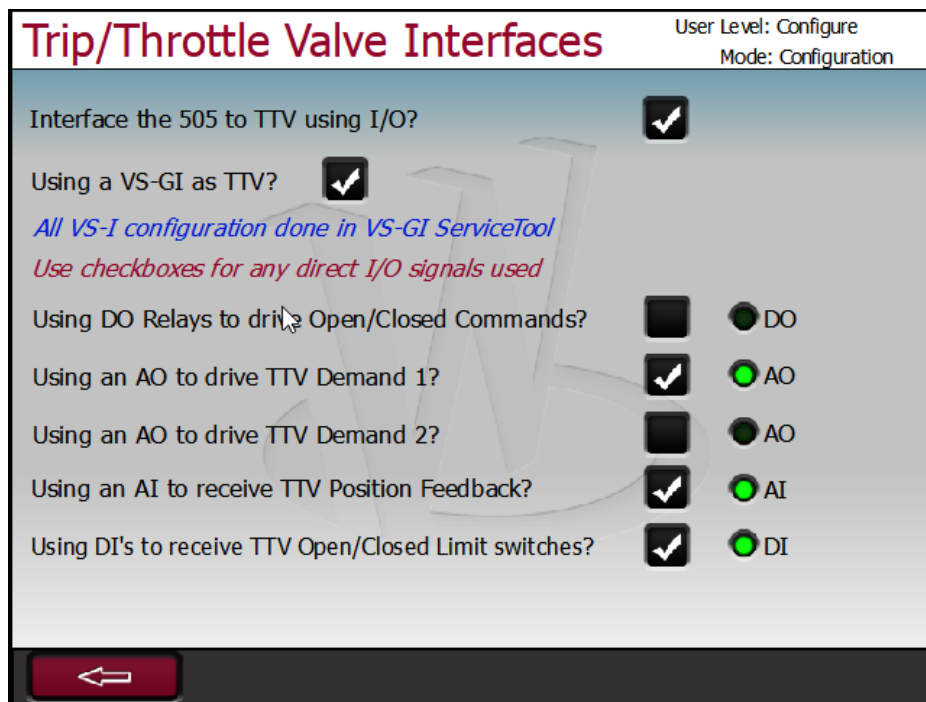 Trip/Throttle Valve Interfaces
User Level: Configure
Mode: Configuration
Interface the 505 to TTV using I/O?
Using a VS-GI as TTV?
All VS-I configuration done in VS-GI ServiceTool
Use checkboxes for any direct I/O signals used
Using DO Relays to drive Open/Closed Commands? DO
Using an AO to drive TTV Demand 1? AO
Using an AO to drive TTV Demand 2? AO
Using an AI to receive TTV Position Feedback? AI
Using DI's to receive TTV Open/Closed Limit switches? DI